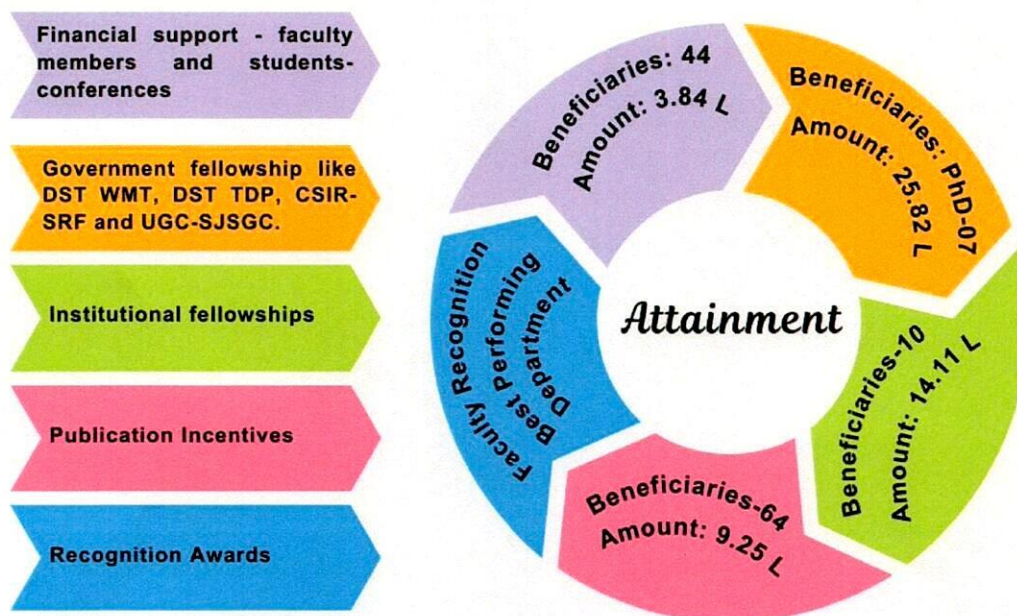 Financial support - faculty
members and students-
conferences
Government fellowship like
DST WMT, DST TDP, CSIR-
SRF and UGC-SJSGC.
Institutional fellowships
Publication Incentives
Recognition Awards
Beneficiaries: 44
Amount: 3.84 L
Beneficiaries: PhD-07
Amount: 25.82 L
Beneficiaries-10
Amount: 14.11 L
Beneficiaries-64
Amount: 9.25 L
Faculty Recognition
Best Performing
Department
Attainment